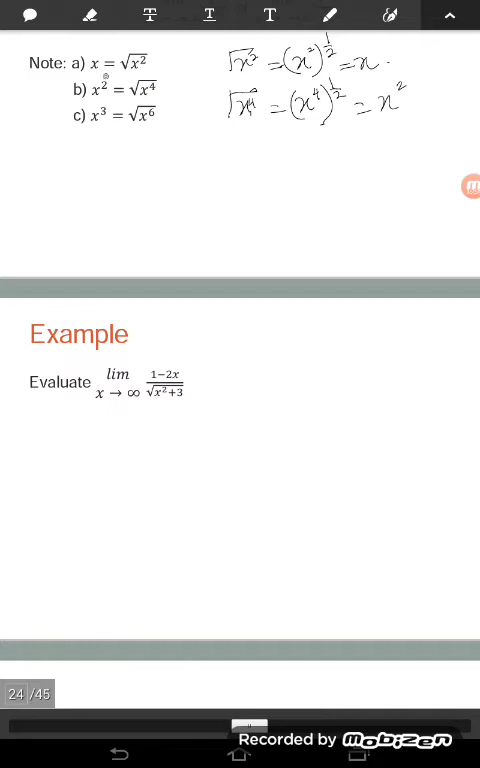 Note: a) x = √x²
√x² = (x²)^½ = x .
b) x² = √x⁴
√x⁴ = (x⁴)^½ = x²
c) x³ = √x⁶
Example
Evaluate lim x → ∞ (1−2x)/√(x²+3)
24 /45
Recorded by Mobizen